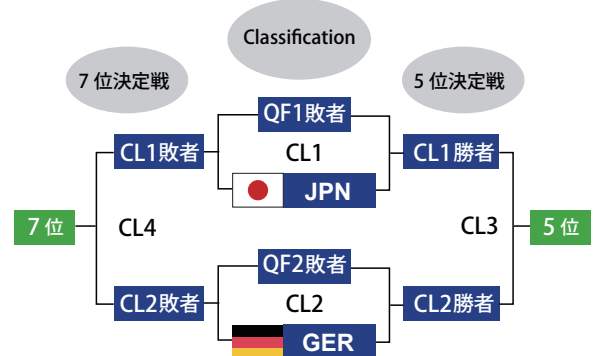 Classification
7 位決定戦
5 位決定戦
QF1敗者
CL1敗者
CL1
CL1勝者
JPN
7 位
CL4
CL3
5 位
QF2敗者
CL2敗者
CL2
CL2勝者
GER